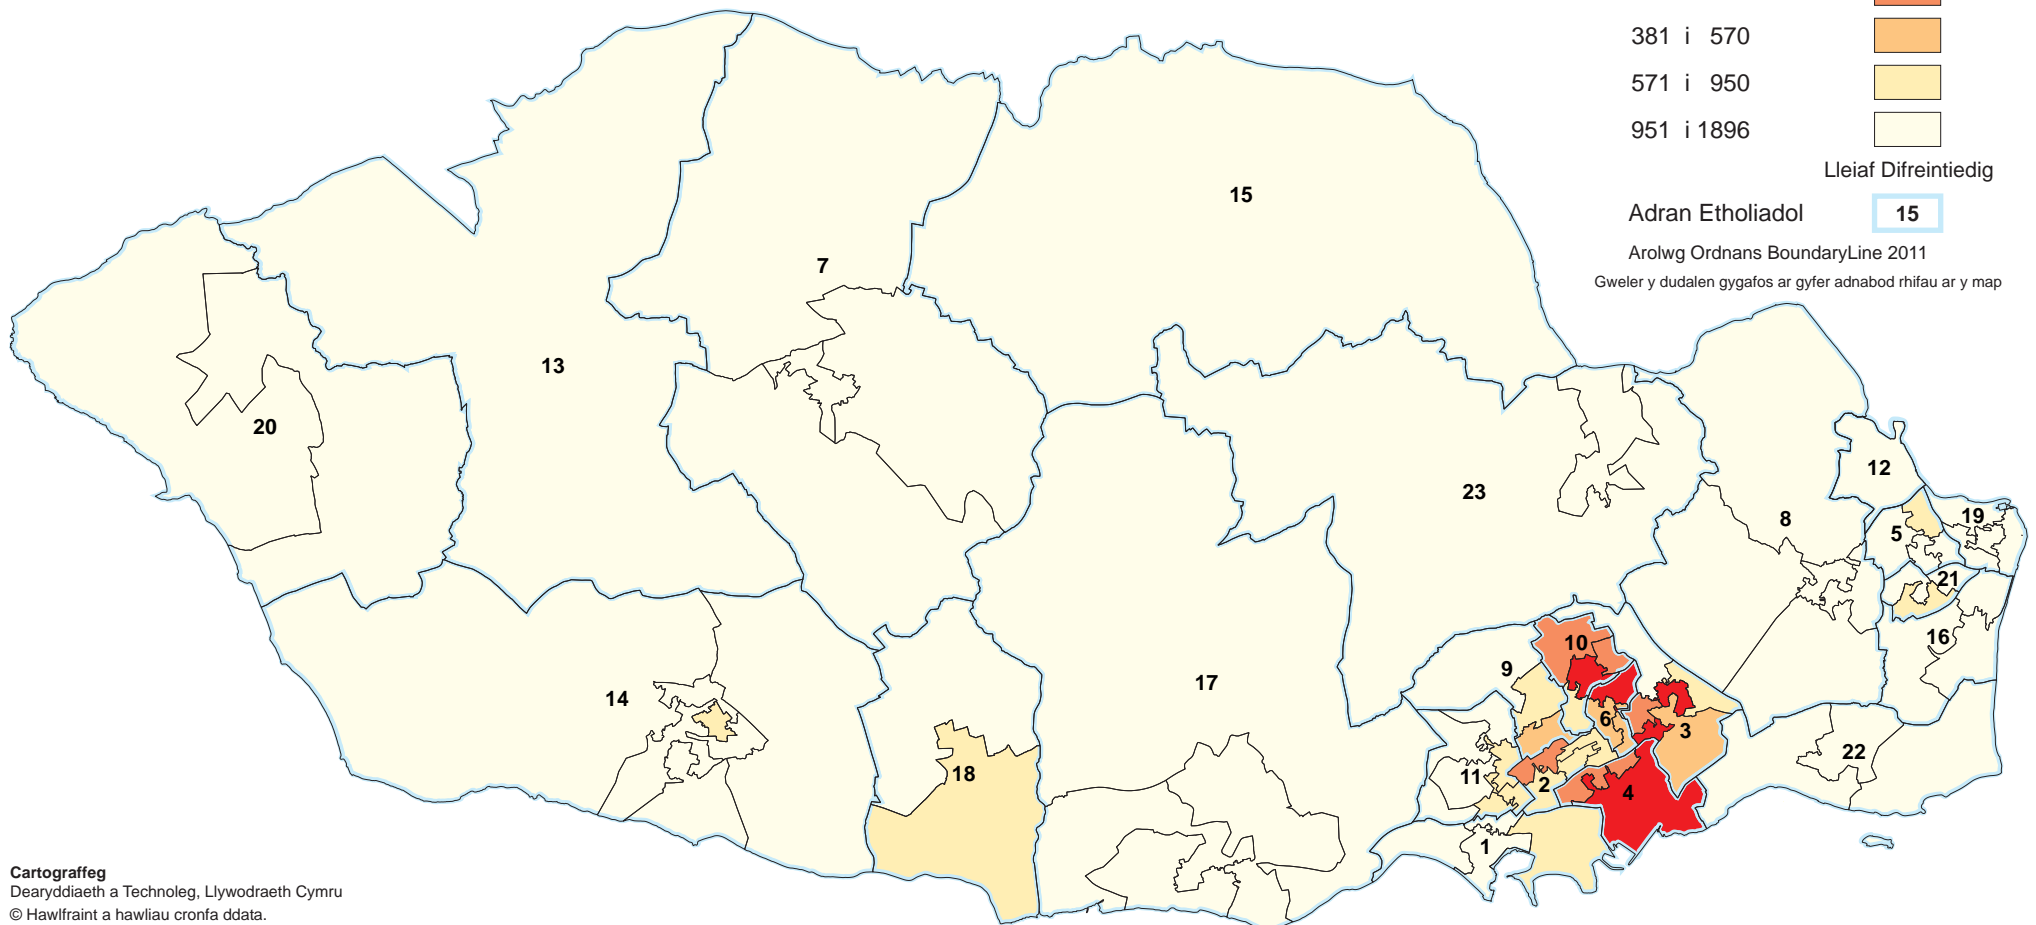 381 i 570
571 i 950
951 i 1896
Lleiaf Difreintiedig
Adran Etholiadol 15
Arolwg Ordnans BoundaryLine 2011
Gweler y dudalen gygafos ar gyfer adnabod rhifau ar y map
15
7
13
20
12
23
8
19
5
21
16
10
9
17
14
6
3
22
18
11
2
4
1
Cartograffeg
Dearyddiaeth a Technoleg, Llywodraeth Cymru
© Hawlfraint a hawliau cronfa ddata.